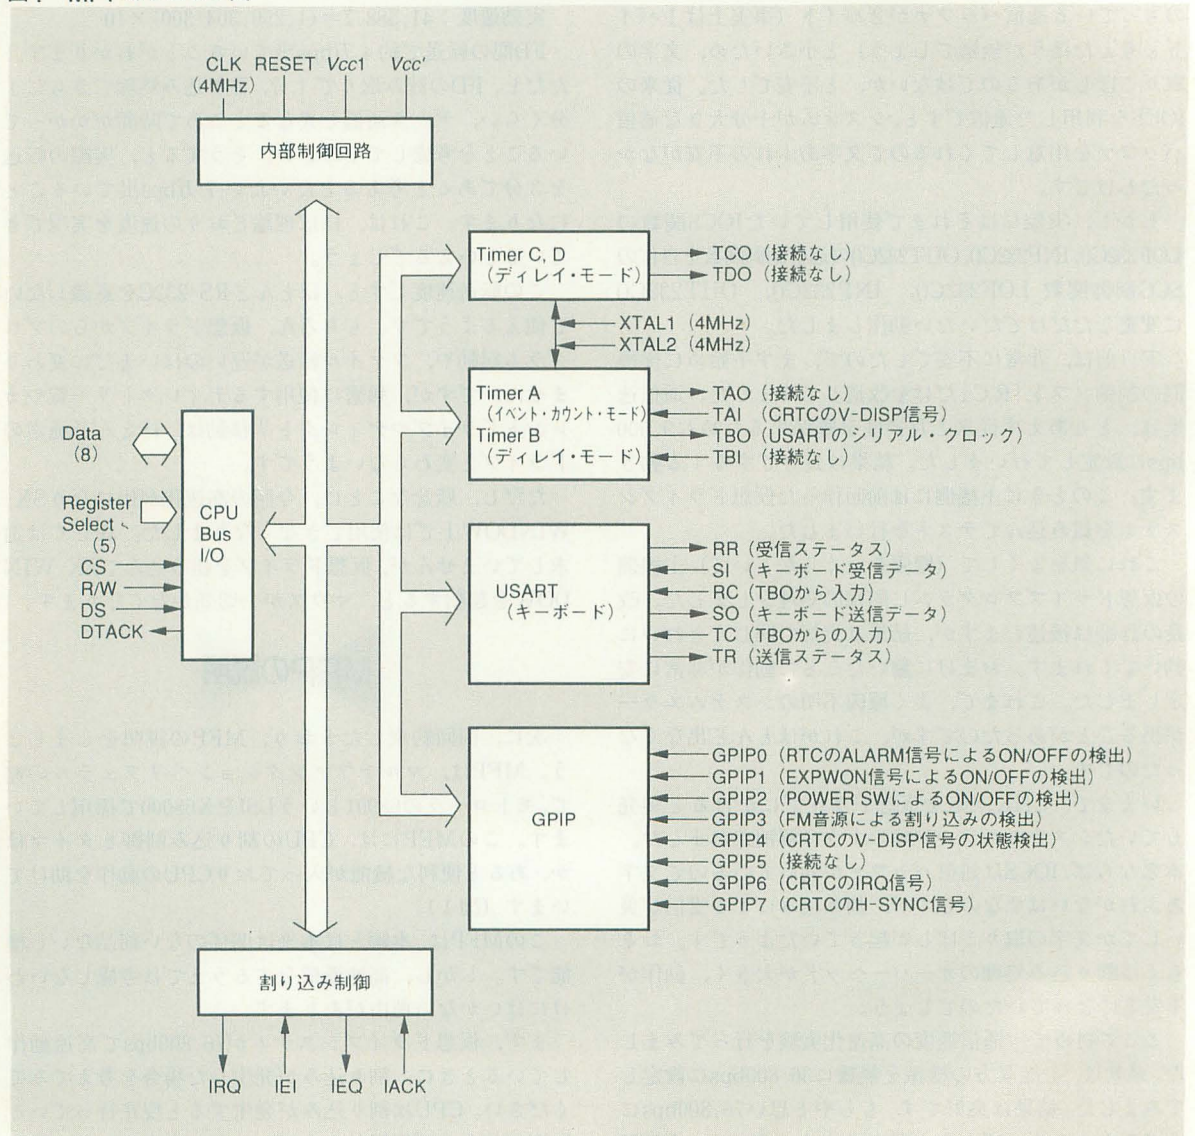 CLK RESET Vcc1 Vcc'
(4MHz)
内部制御回路
Timer C, D
(ディレイ・モード)
TCO (接続なし)
TDO (接続なし)
XTAL1 (4MHz)
XTAL2 (4MHz)
Timer A
(イベント・カウント・モード)
Timer B
(ディレイ・モード)
TAO (接続なし)
TAI (CRTCのV-DISP信号)
TBO (USARTのシリアル・クロック)
TBI (接続なし)
Data
(8)
Register
Select
(5)
CS
R/W
DS
DTACK
CPU
Bus
I/O
USART
(キーボード)
RR (受信ステータス)
SI (キーボード受信データ)
RC (TBOから入力)
SO (キーボード送信データ)
TC (TBOからの入力)
TR (送信ステータス)
GPIP
GPIP0 (RTCのALARM信号によるON/OFFの検出)
GPIP1 (EXPWON信号によるON/OFFの検出)
GPIP2 (POWER SWによるON/OFFの検出)
GPIP3 (FM音源による割り込みの検出)
GPIP4 (CRTCのV-DISP信号の状態検出)
GPIP5 (接続なし)
GPIP6 (CRTCのIRQ信号)
GPIP7 (CRTCのH-SYNC信号)
割り込み制御
IRQ IEI IEQ IACK